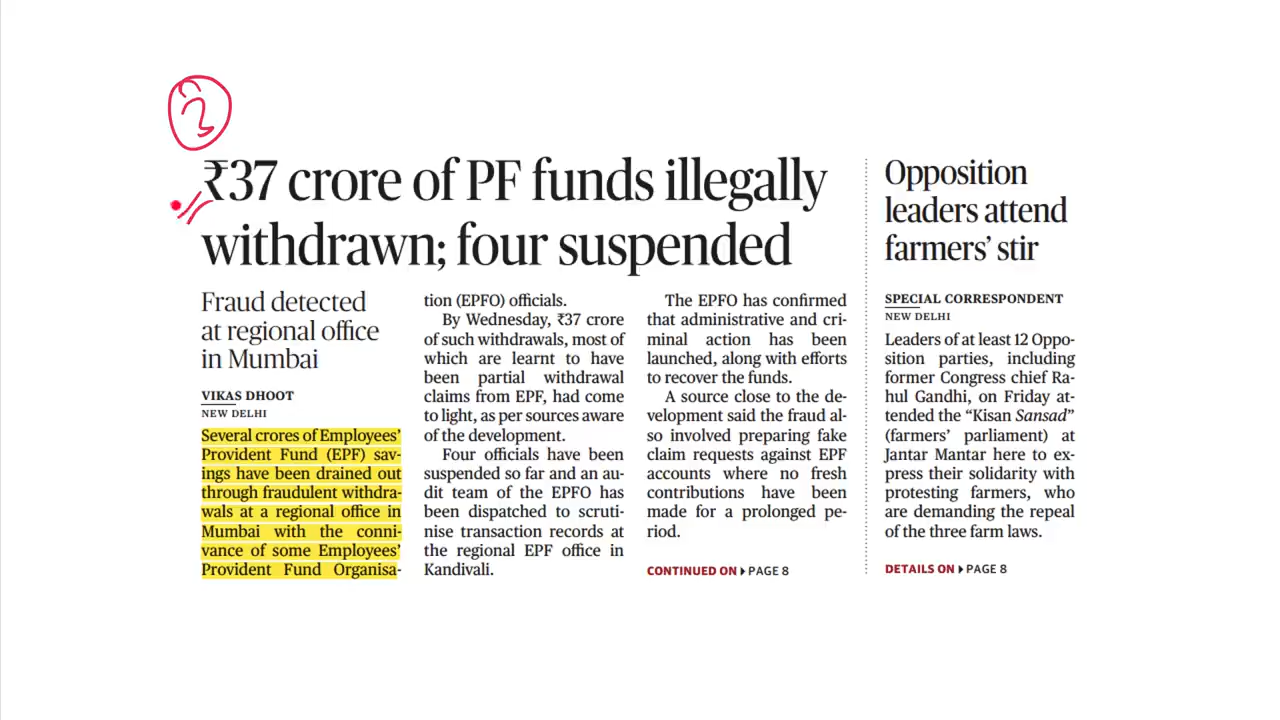 2
₹37 crore of PF funds illegally
withdrawn; four suspended
Fraud detected
at regional office
in Mumbai
VIKAS DHOOT
NEW DELHI
Several crores of Employees'
Provident Fund (EPF) sav-
ings have been drained out
through fraudulent withdra-
wals at a regional office in
Mumbai with the conni-
vance of some Employees'
Provident Fund Organisa-
tion (EPFO) officials.
By Wednesday, ₹37 crore
of such withdrawals, most of
which are learnt to have
been partial withdrawal
claims from EPF, had come
to light, as per sources aware
of the development.
Four officials have been
suspended so far and an au-
dit team of the EPFO has
been dispatched to scruti-
nise transaction records at
the regional EPF office in
Kandivali.
The EPFO has confirmed
that administrative and cri-
minal action has been
launched, along with efforts
to recover the funds.
A source close to the de-
velopment said the fraud al-
so involved preparing fake
claim requests against EPF
accounts where no fresh
contributions have been
made for a prolonged pe-
riod.
CONTINUED ON PAGE 8
Opposition
leaders attend
farmers' stir
SPECIAL CORRESPONDENT
NEW DELHI
Leaders of at least 12 Oppo-
sition parties, including
former Congress chief Ra-
hul Gandhi, on Friday at-
tended the "Kisan Sansad"
(farmers' parliament) at
Jantar Mantar here to ex-
press their solidarity with
protesting farmers, who
are demanding the repeal
of the three farm laws.
DETAILS ON PAGE 8